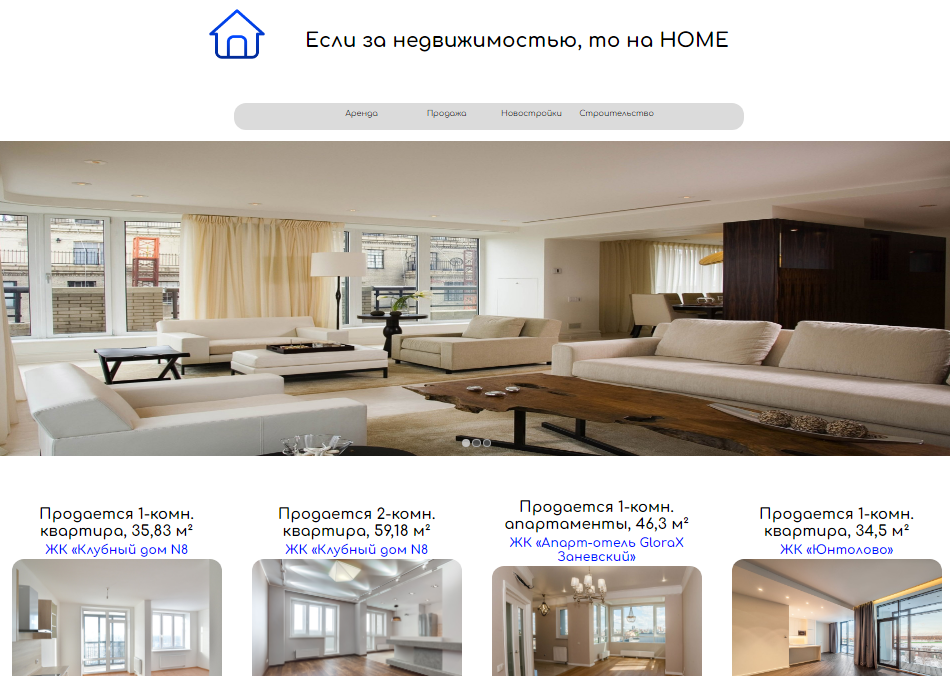 Если за недвижимостью, то на HOME
Аренда Продажа Новостройки Строительство
Продается 1-комн.
квартира, 35,83 м²
ЖК «Клубный дом N8
Продается 2-комн.
квартира, 59,18 м²
ЖК «Клубный дом N8
Продается 1-комн.
апартаменты, 46,3 м²
ЖК «Апарт-отель GloraX
Заневский»
Продается 1-комн.
квартира, 34,5 м²
ЖК «Юнтолово»